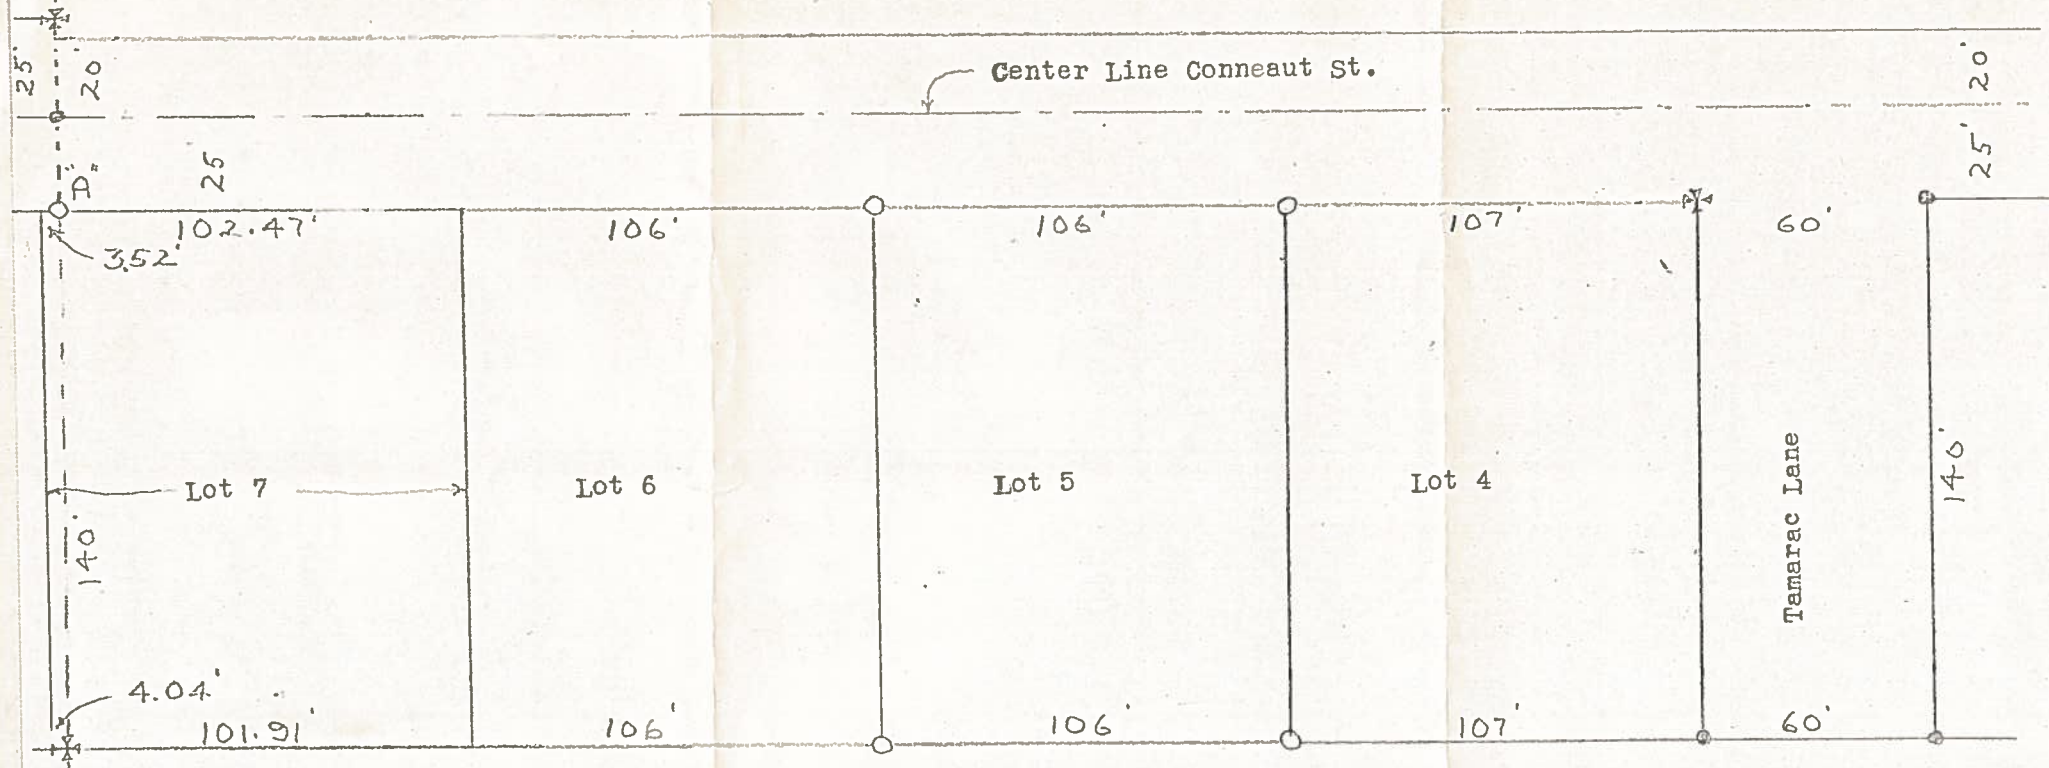 25'
20'
Center Line Conneaut St.
20'
25'
"A"
25
102.47'
106'
106'
107'
60'
3.52'
Lot 7
Lot 6
Lot 5
Lot 4
Tamarac Lane
140'
140'
4.04'
101.91'
106'
106'
107'
60'